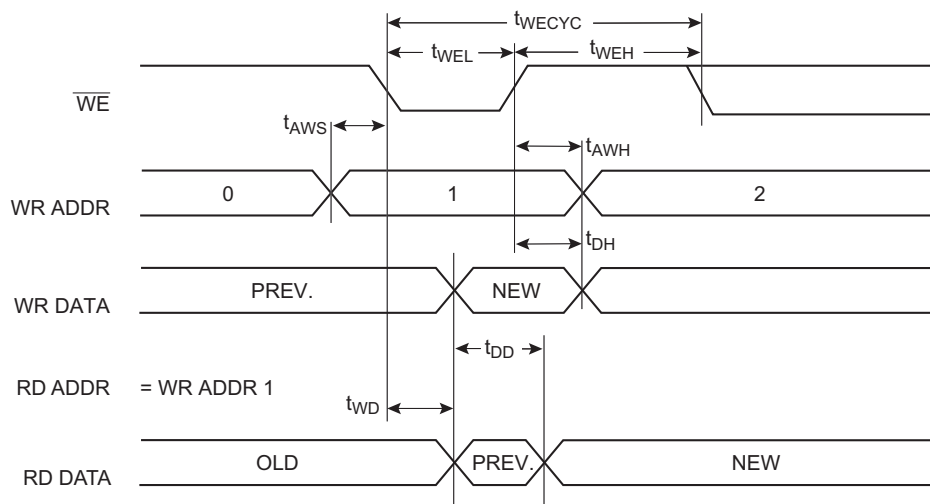 tWECYC
tWEL tWEH
WE
tAWS
tAWH
WR ADDR 0 1 2
tDH
WR DATA PREV. NEW
tDD
RD ADDR = WR ADDR 1
tWD
RD DATA OLD PREV. NEW